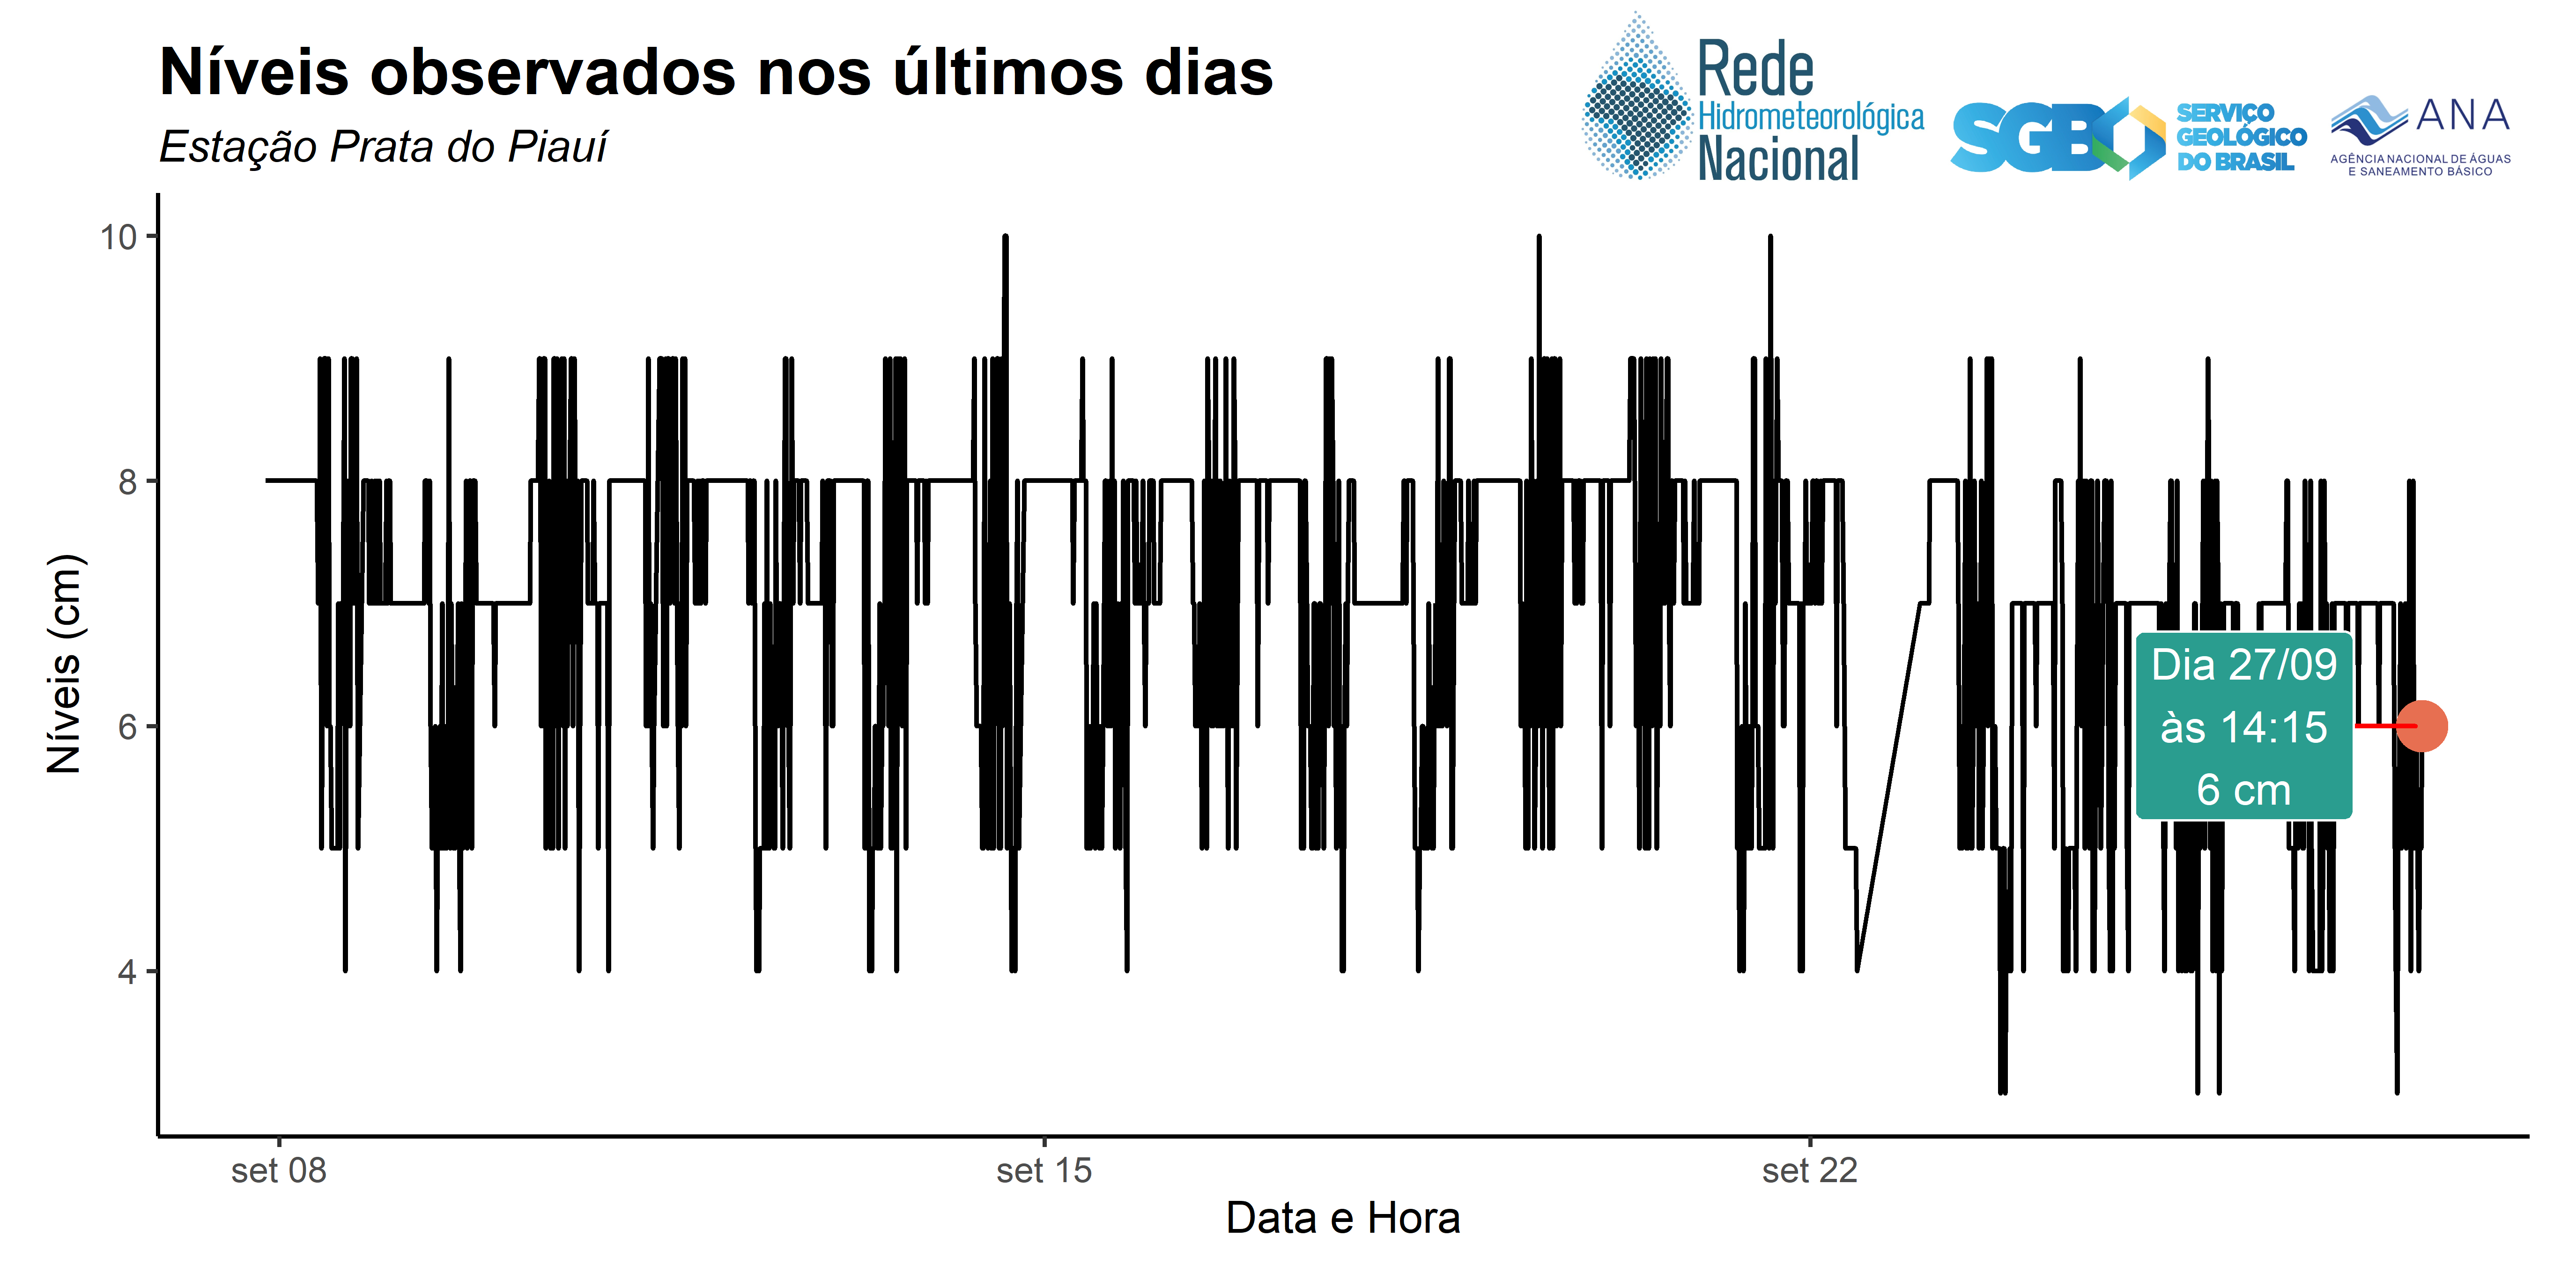 Níveis observados nos últimos dias
Estação Prata do Piauí
Rede
Hidrometeorológica
Nacional
SGB
SERVIÇO
GEOLÓGICO
DO BRASIL
ANA
AGÊNCIA NACIONAL DE ÁGUAS
E SANEAMENTO BÁSICO
Níveis (cm)
10
8
6
4
Dia 27/09
às 14:15
6 cm
set 08
set 15
set 22
Data e Hora